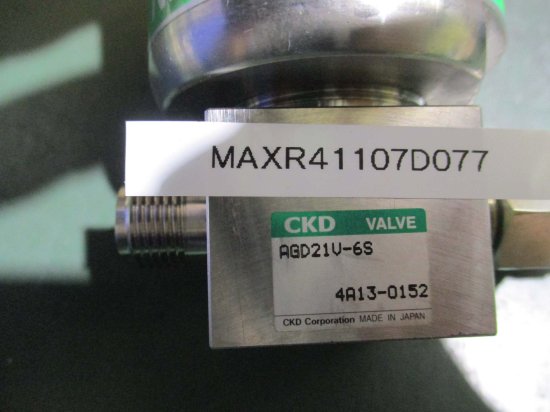 MAXR41107D077
CKD VALVE
AGD21V-6S
4A13-0152
CKD Corporation MADE IN JAPAN